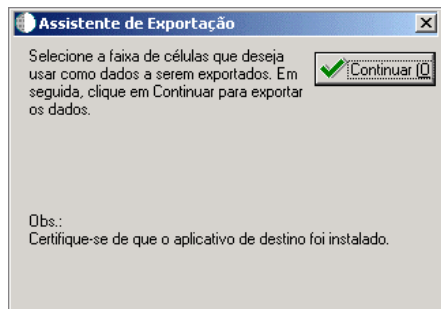 Assistente de Exportação
Selecione a faixa de células que deseja
usar como dados a serem exportados. Em
seguida, clique em Continuar para exportar
os dados.
Continuar (O
Obs.:
Certifique-se de que o aplicativo de destino foi instalado.